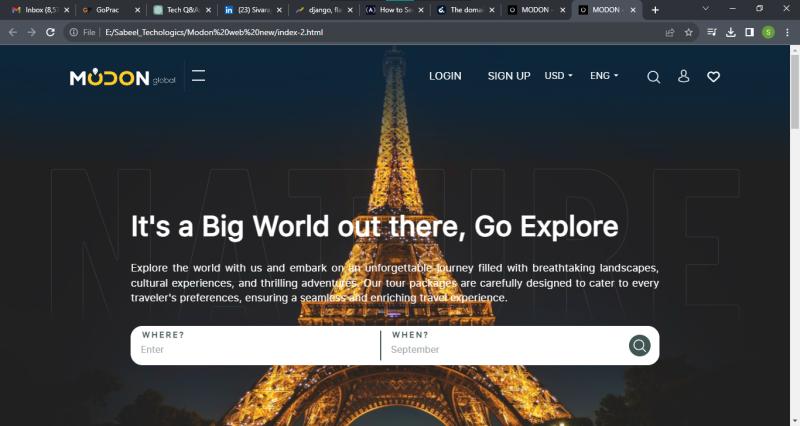 Inbox (8,5
GoPrac
Tech Q&A
(23) Sivara
django, fla
How to Se
The domai
MODON -
MODON -
File
E:/Sabeel_Techologics/Modon%20web%20new/index-2.html
S
MODON global
LOGIN
SIGN UP
USD
ENG
NATURE
It's a Big World out there, Go Explore
Explore the world with us and embark on an unforgettable journey filled with breathtaking landscapes,
cultural experiences, and thrilling adventures. Our tour packages are carefully designed to cater to every
traveler's preferences, ensuring a seamless and enriching travel experience.
WHERE?
WHEN?
Enter
September